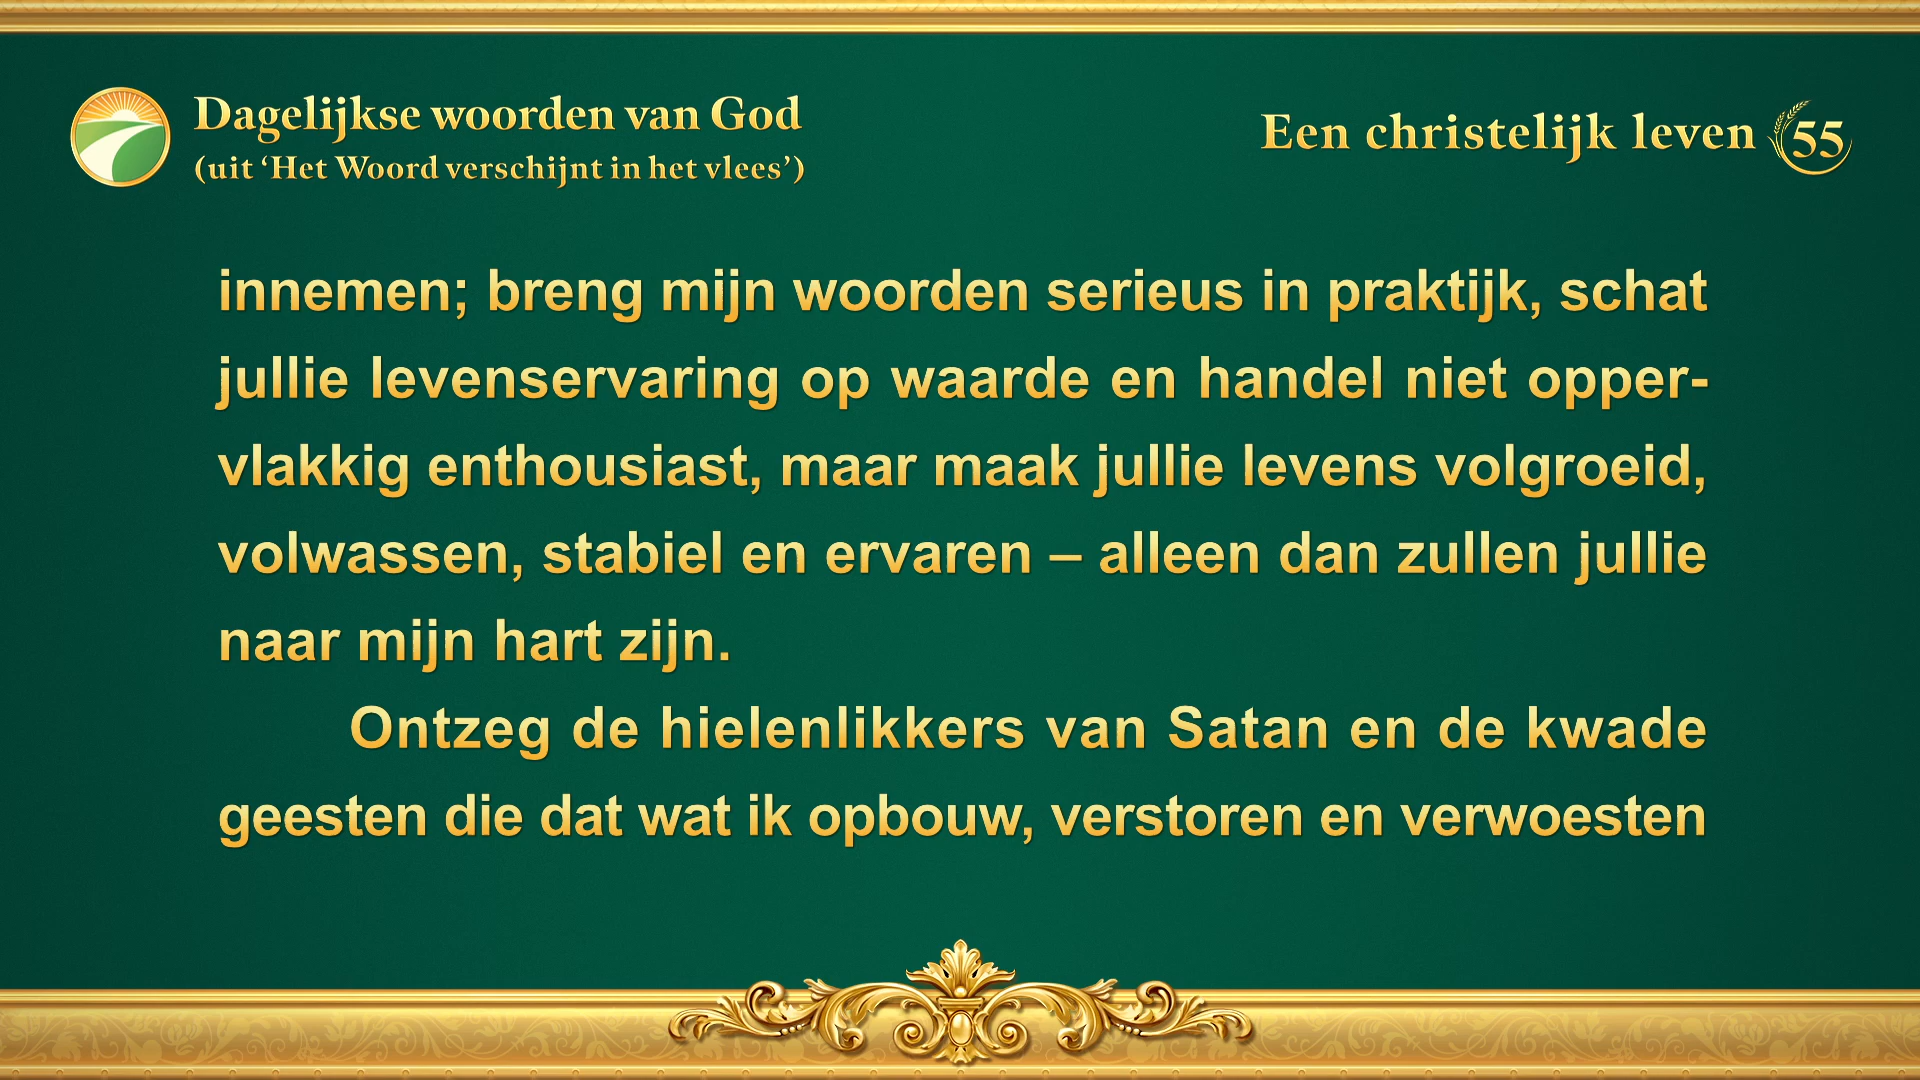 Dagelijkse woorden van God
(uit ‘Het Woord verschijnt in het vlees’)
Een christelijk leven 55
innemen; breng mijn woorden serieus in praktijk, schat
jullie levenservaring op waarde en handel niet opper-
vlakkig enthousiast, maar maak jullie levens volgroeid,
volwassen, stabiel en ervaren – alleen dan zullen jullie
naar mijn hart zijn.
Ontzeg de hielenlikkers van Satan en de kwade
geesten die dat wat ik opbouw, verstoren en verwoesten